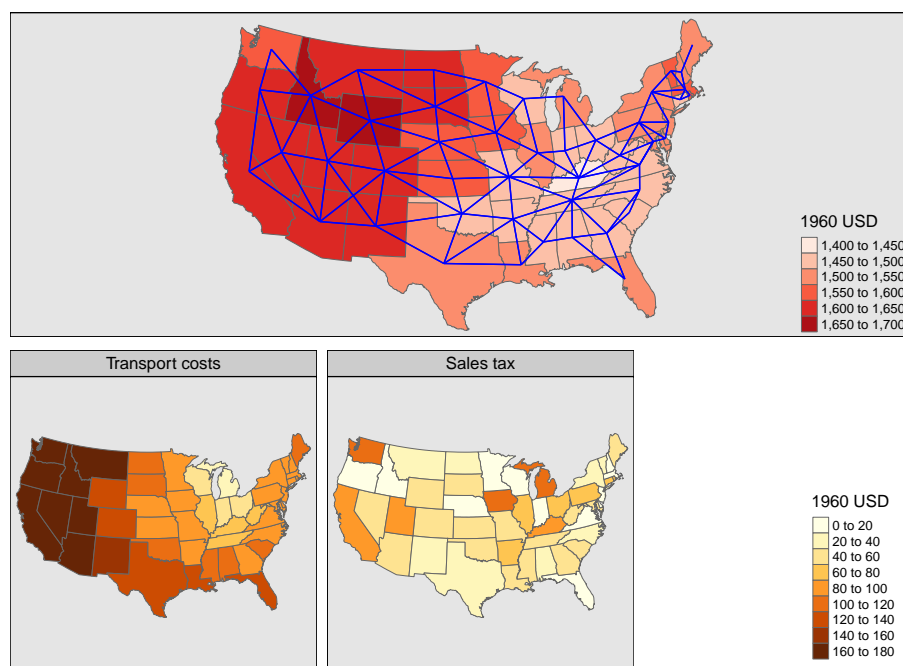 1960 USD
1,400 to 1,450
1,450 to 1,500
1,500 to 1,550
1,550 to 1,600
1,600 to 1,650
1,650 to 1,700
Transport costs
Sales tax
1960 USD
0 to 20
20 to 40
40 to 60
60 to 80
80 to 100
100 to 120
120 to 140
140 to 160
160 to 180